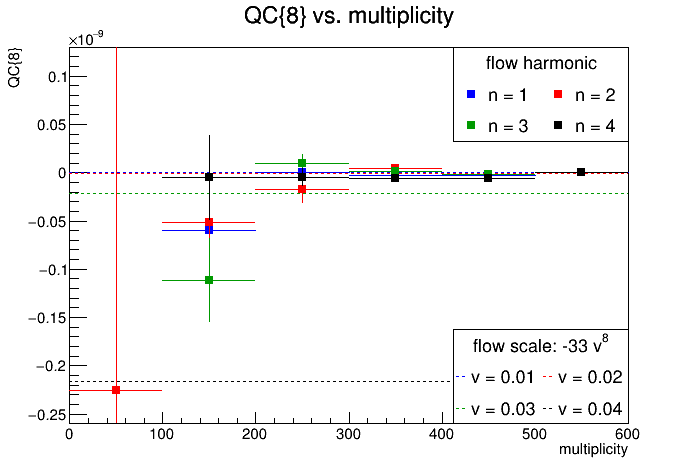 QC{8} vs. multiplicity
×10⁻⁹
QC{8}
0.1
0.05
0
−0.05
−0.1
−0.15
−0.2
−0.25
flow harmonic
n = 1 n = 2
n = 3 n = 4
flow scale: -33 v⁸
v = 0.01 v = 0.02
v = 0.03 v = 0.04
0 100 200 300 400 500 600
multiplicity